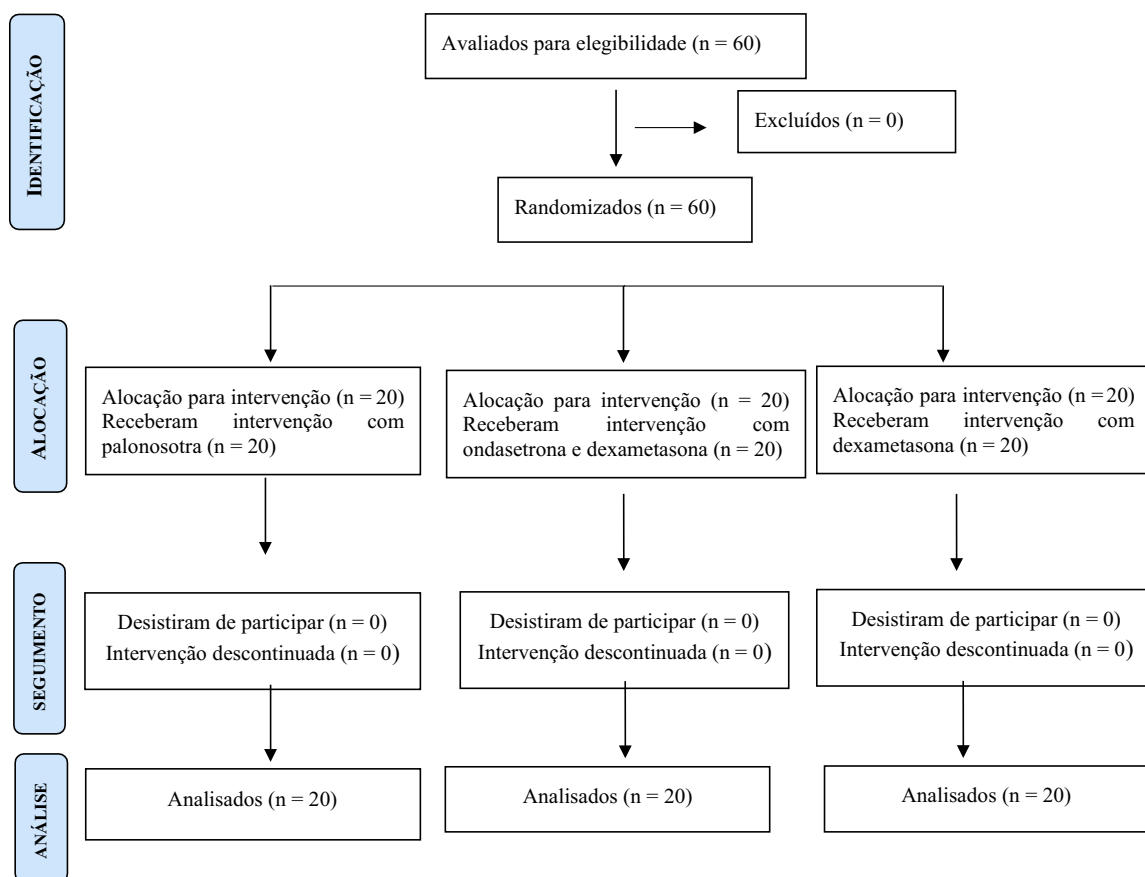 IDENTIFICAÇÃO
Avaliados para elegibilidade (n = 60)
Excluídos (n = 0)
Randomizados (n = 60)
ALOCAÇÃO
Alocação para intervenção (n = 20)
Receberam intervenção com
palonosotra (n = 20)
Alocação para intervenção (n = 20)
Receberam intervenção com
ondasetrona e dexametasona (n = 20)
Alocação para intervenção (n = 20)
Receberam intervenção com
dexametasona (n = 20)
SEGUIMENTO
Desistiram de participar (n = 0)
Intervenção descontinuada (n = 0)
Desistiram de participar (n = 0)
Intervenção descontinuada (n = 0)
Desistiram de participar (n = 0)
Intervenção descontinuada (n = 0)
ANÁLISE
Analisados (n = 20)
Analisados (n = 20)
Analisados (n = 20)